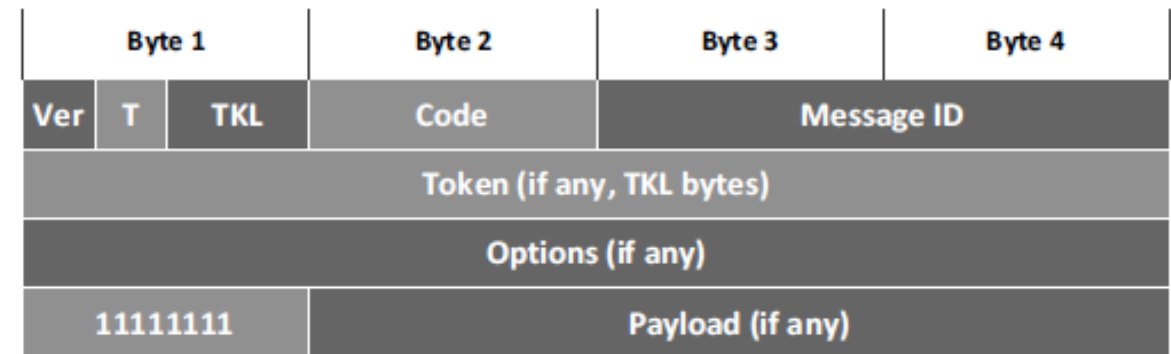 Byte 1 Byte 2 Byte 3 Byte 4
Ver T TKL Code Message ID
Token (if any, TKL bytes)
Options (if any)
11111111 Payload (if any)